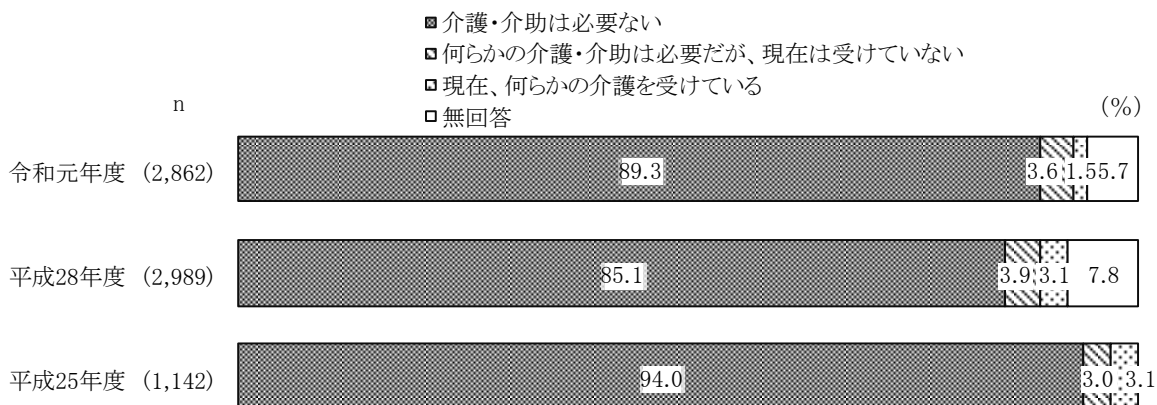 介護・介助は必要ない
何らかの介護・介助は必要だが、現在は受けていない
現在、何らかの介護を受けている
無回答
n
(%)
令和元年度 (2,862) 89.3 3.6 1.5 5.7
平成28年度 (2,989) 85.1 3.9 3.1 7.8
平成25年度 (1,142) 94.0 3.0 3.1